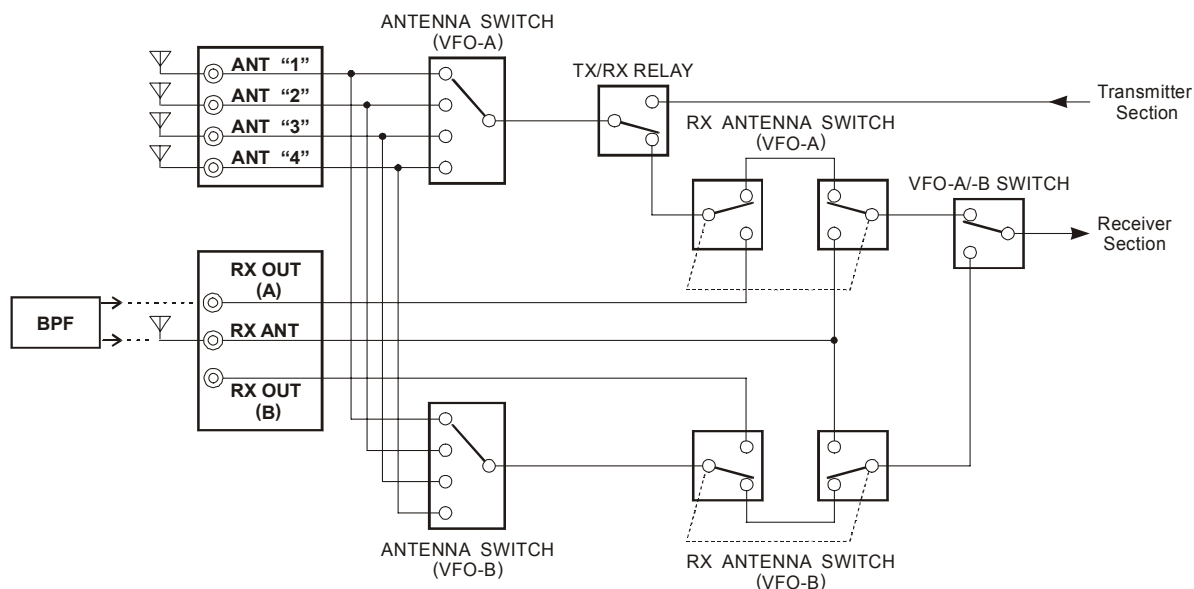 ANTENNA SWITCH
(VFO-A)
ANT “1”
ANT “2”
ANT “3”
ANT “4”
TX/RX RELAY
Transmitter
Section
RX ANTENNA SWITCH
(VFO-A)
VFO-A/-B SWITCH
Receiver
Section
RX OUT
(A)
BPF
RX ANT
RX OUT
(B)
ANTENNA SWITCH
(VFO-B)
RX ANTENNA SWITCH
(VFO-B)